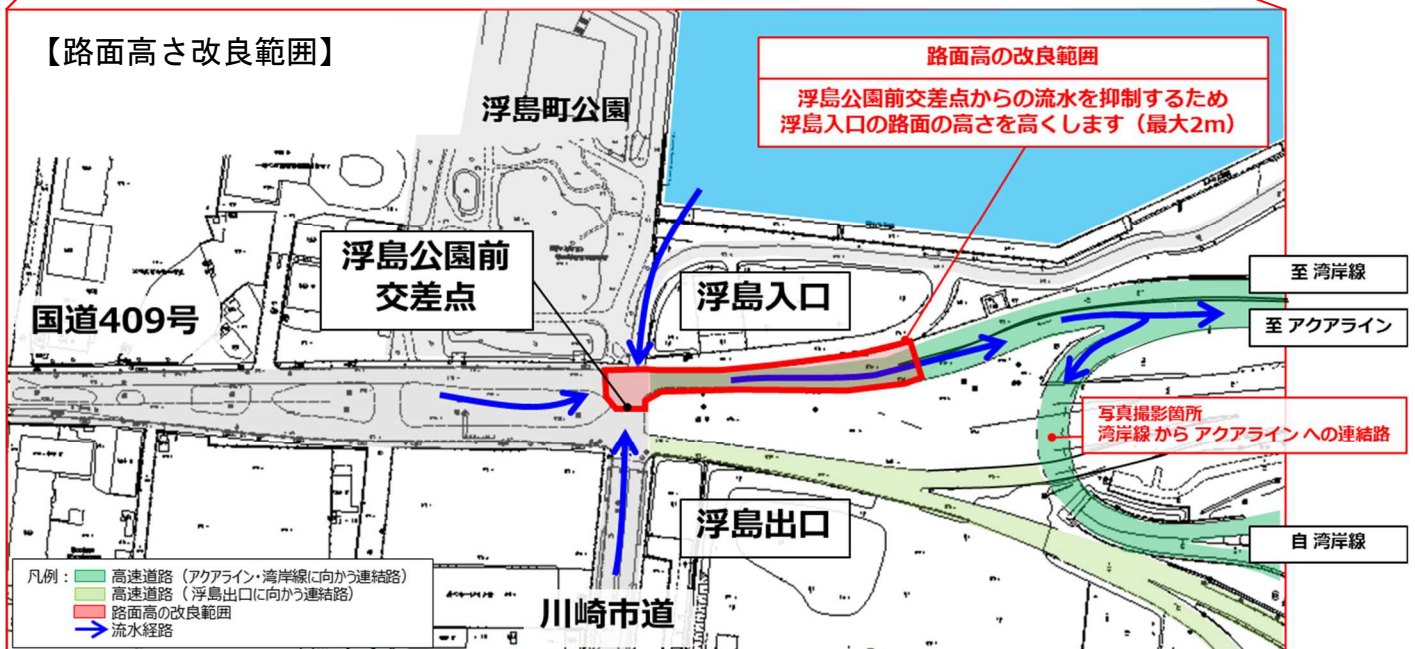 【路面高さ改良範囲】
路面高の改良範囲
浮島公園前交差点からの流水を抑制するため
浮島入口の路面の高さを高くします（最大2m）
浮島町公園
浮島公園前
交差点
浮島入口
国道409号
至 湾岸線
至 アクアライン
写真撮影箇所
湾岸線 から アクアライン への連結路
浮島出口
自 湾岸線
川崎市道
凡例：
高速道路（アクアライン・湾岸線に向かう連結路）
高速道路（浮島出口に向かう連結路）
路面高の改良範囲
流水経路